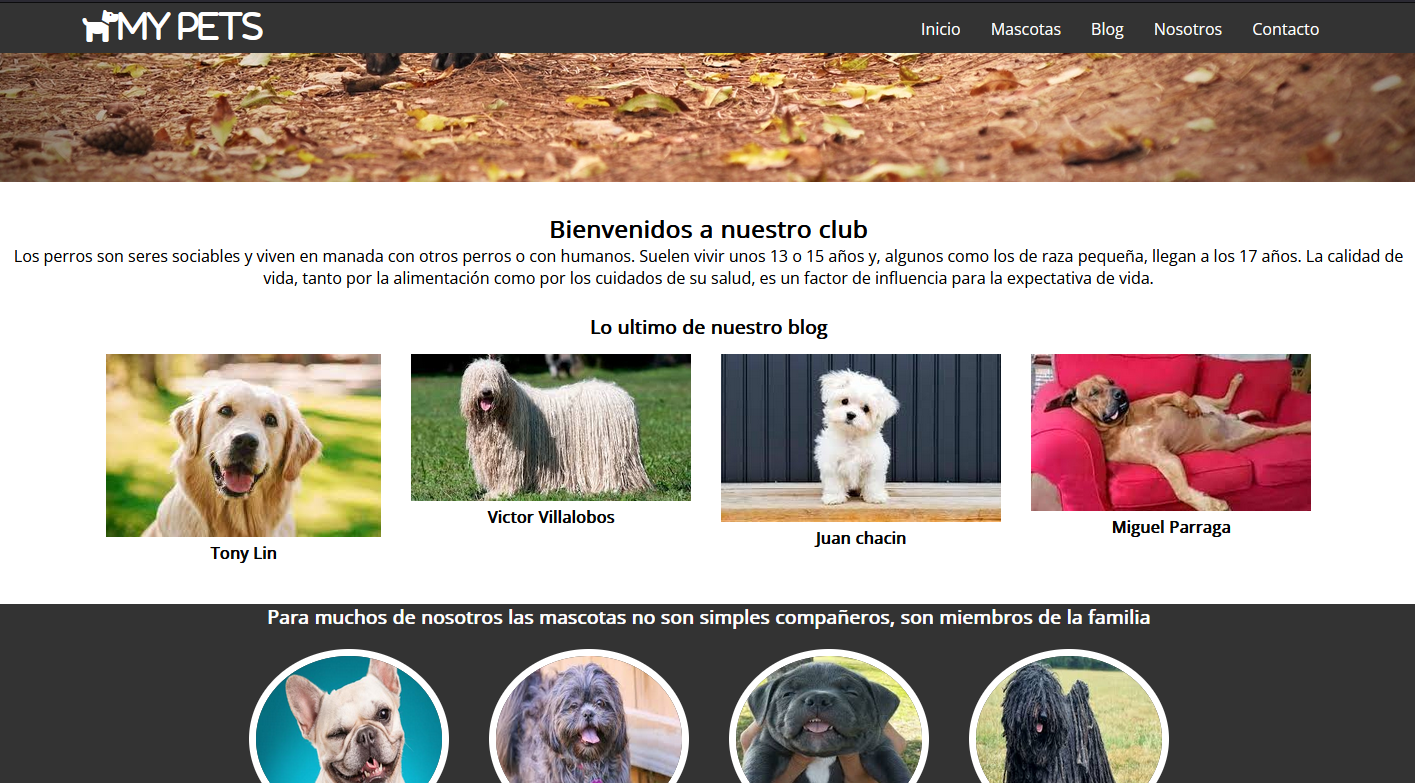 MY PETS
Inicio Mascotas Blog Nosotros Contacto
Bienvenidos a nuestro club
Los perros son seres sociables y viven en manada con otros perros o con humanos. Suelen vivir unos 13 o 15 años y, algunos como los de raza pequeña, llegan a los 17 años. La calidad de
vida, tanto por la alimentación como por los cuidados de su salud, es un factor de influencia para la expectativa de vida.
Lo ultimo de nuestro blog
Tony Lin
Victor Villalobos
Juan chacin
Miguel Parraga
Para muchos de nosotros las mascotas no son simples compañeros, son miembros de la familia